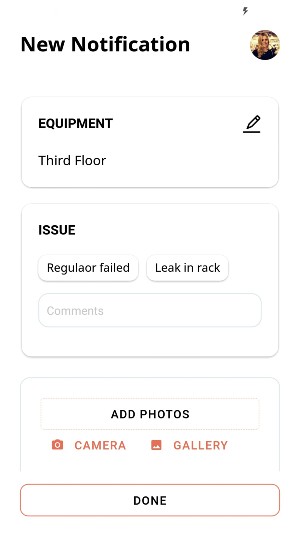 New Notification
EQUIPMENT
Third Floor
ISSUE
Regulaor failed
Leak in rack
Comments
ADD PHOTOS
CAMERA
GALLERY
DONE